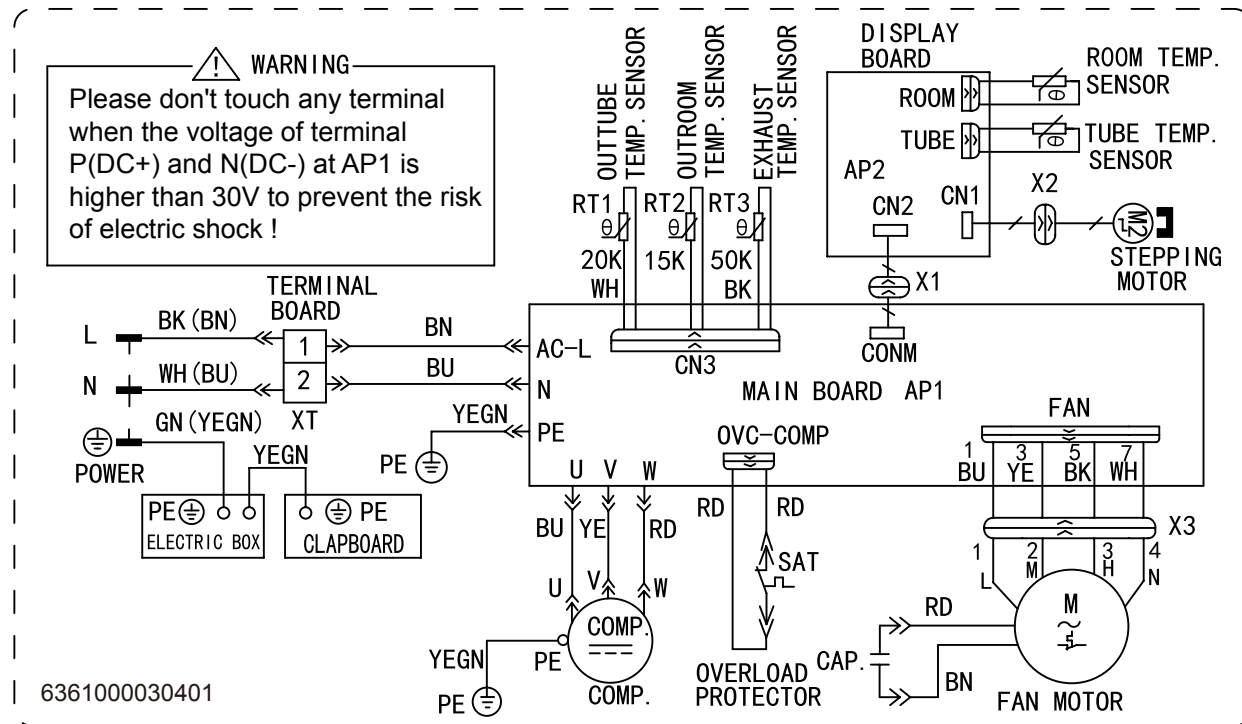 WARNING
Please don't touch any terminal
when the voltage of terminal
P(DC+) and N(DC-) at AP1 is
higher than 30V to prevent the risk
of electric shock !
OUTTUBE
TEMP. SENSOR
OUTROOM
TEMP. SENSOR
EXHAUST
TEMP. SENSOR
RT1
RT2
RT3
θ
θ
θ
20K
15K
50K
WH
BK
DISPLAY
BOARD
ROOM
ROOM TEMP.
SENSOR
θ
TUBE
TUBE TEMP.
SENSOR
θ
AP2
CN2
CN1
X2
M2
STEPPING
MOTOR
X1
CONM
TERMINAL
BOARD
L
BK(BN)
1
BN
AC-L
N
WH(BU)
2
BU
N
XT
GN(YEGN)
POWER
YEGN
YEGN
PE
PE
PE
ELECTRIC BOX
PE
CLAPBOARD
CN3
MAIN BOARD AP1
OVC-COMP
FAN
1
3
5
7
BU
YE
BK
WH
X3
1
2
3
4
L
M
H
N
U
V
W
BU
YE
RD
U
V
W
COMP.
COMP.
PE
YEGN
PE
RD
RD
SAT
OVERLOAD
PROTECTOR
CAP.
RD
BN
M
FAN MOTOR
6361000030401